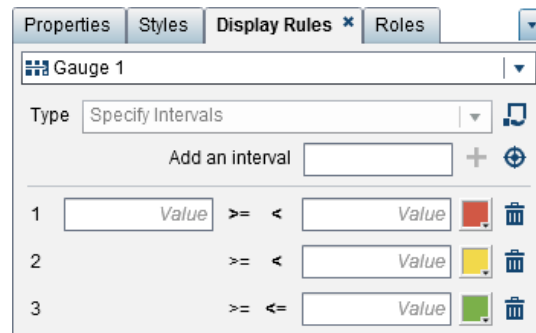 Properties Styles Display Rules × Roles
Gauge 1
Type Specify Intervals
Add an interval
1 Value >= < Value
2 >= < Value
3 >= <= Value